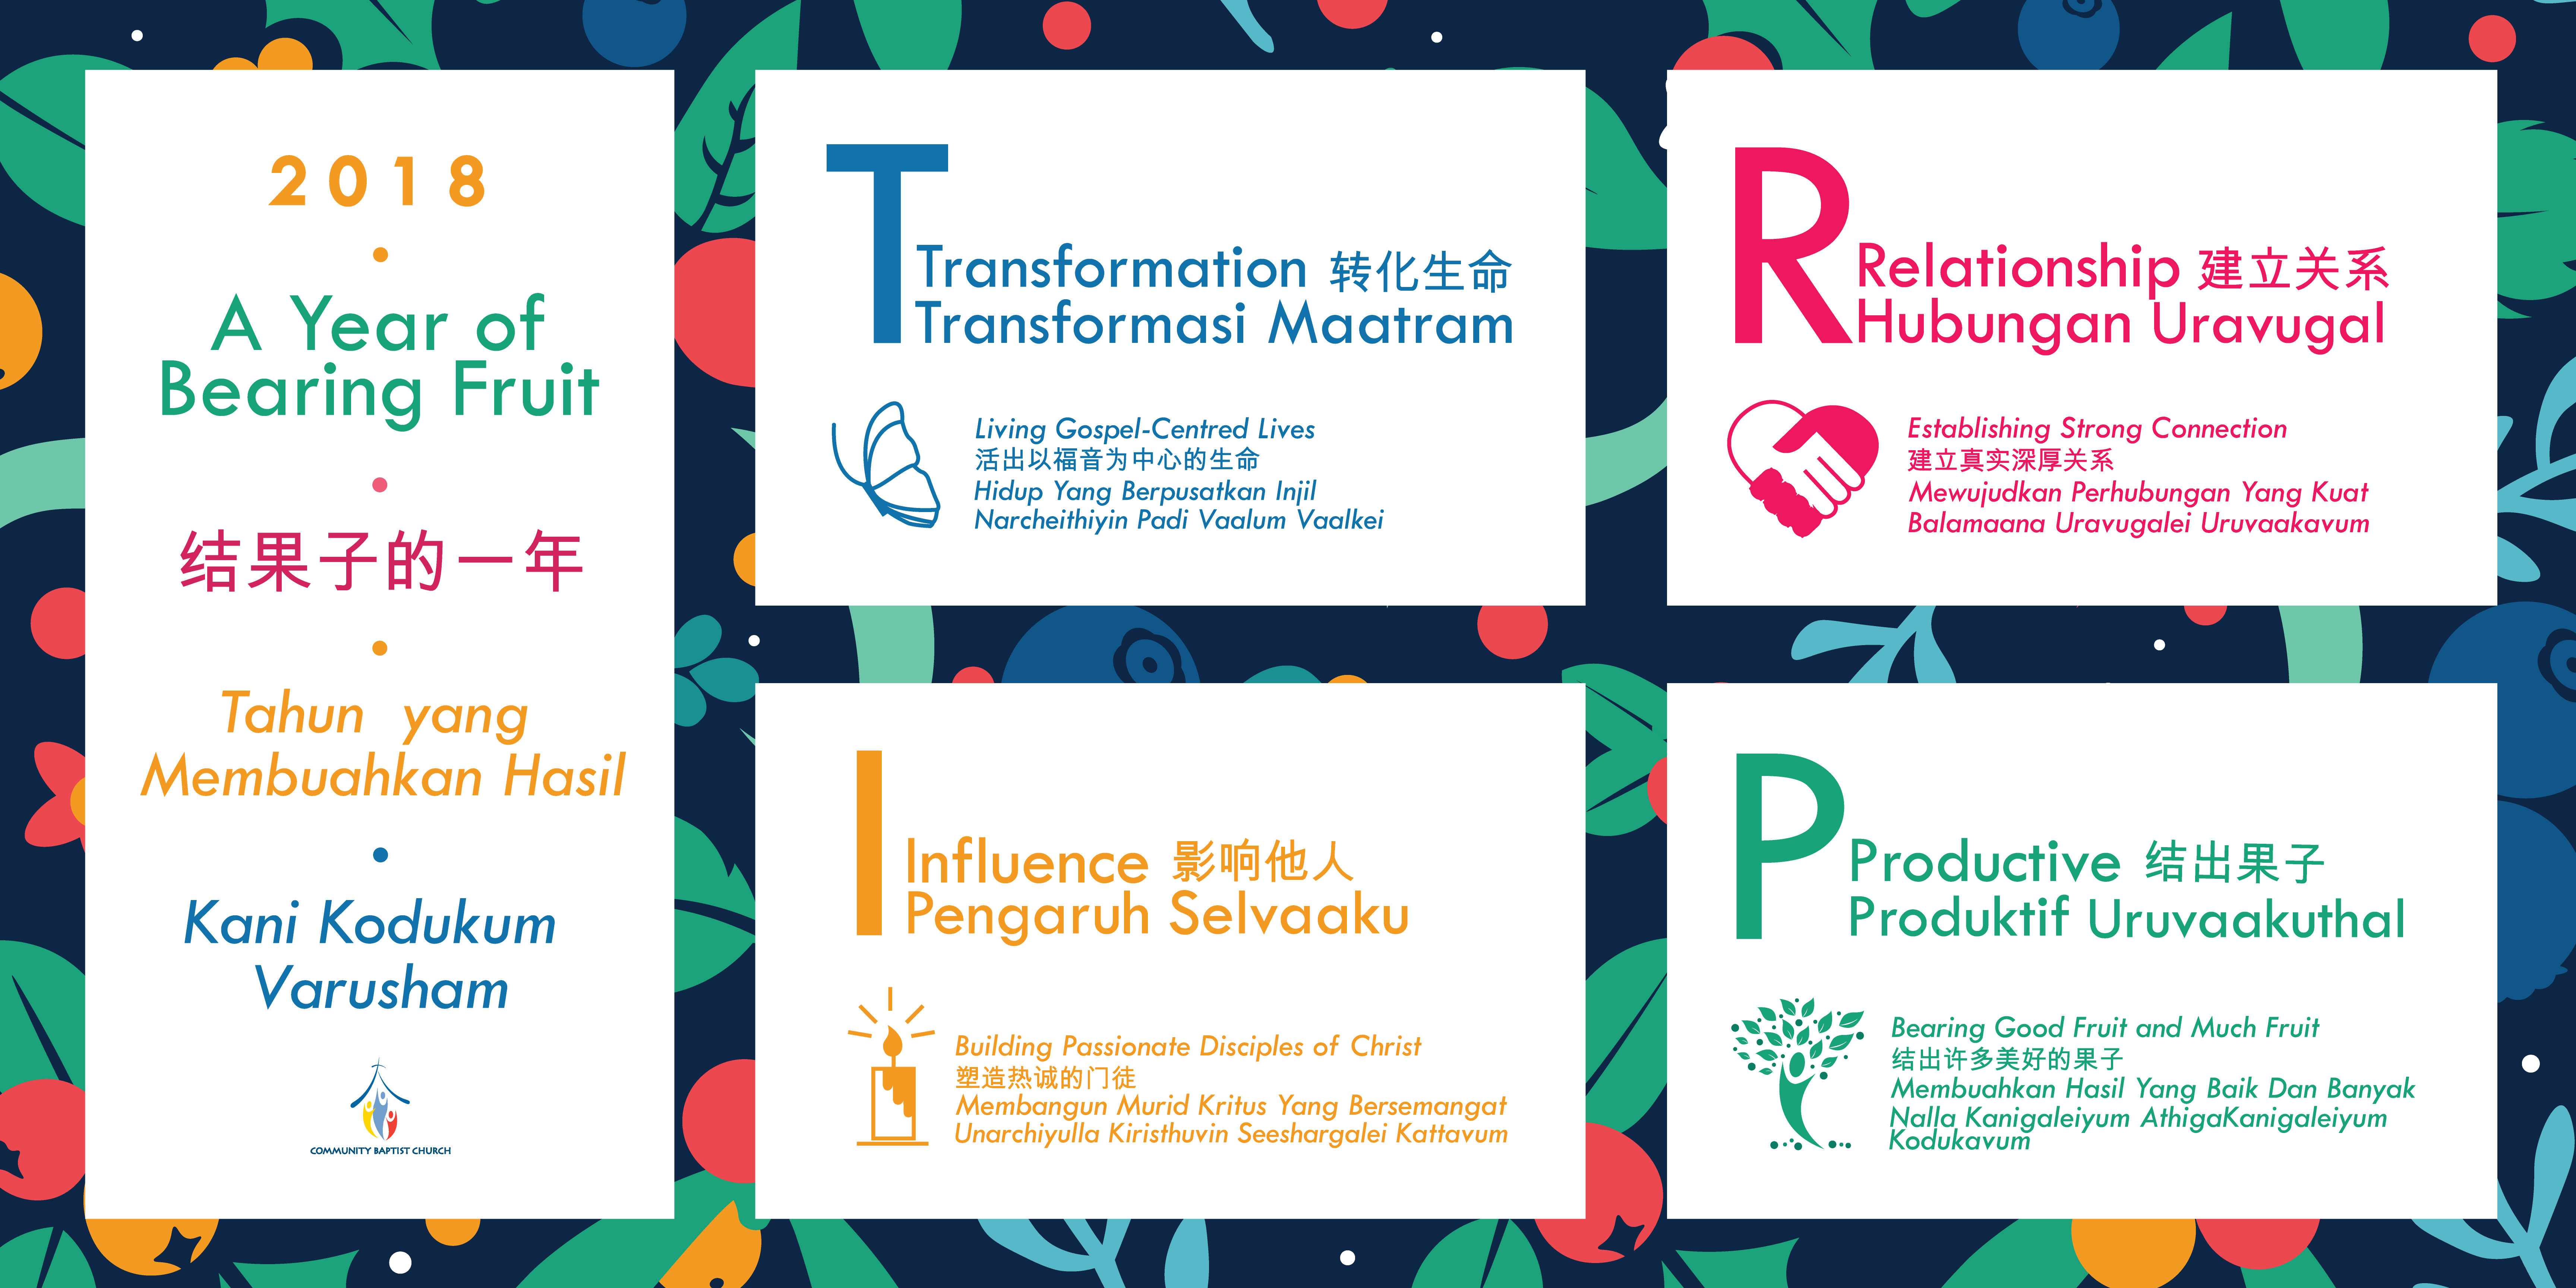 2018
A Year of
Bearing Fruit
结果子的一年
Tahun yang
Membuahkan Hasil
Kani Kodukum
Varusham
COMMUNITY BAPTIST CHURCH
T
Transformation 转化生命
Transformasi Maatram
Living Gospel-Centred Lives
活出以福音为中心的生命
Hidup Yang Berpusatkan Injil
Narcheithiyin Padi Vaalum Vaalkei
R
Relationship 建立关系
Hubungan Uravugal
Establishing Strong Connection
建立真实深厚关系
Mewujudkan Perhubungan Yang Kuat
Balamaana Uravugalei Uruvaakavum
I
Influence 影响他人
Pengaruh Selvaaku
Building Passionate Disciples of Christ
塑造热诚的门徒
Membangun Murid Kritus Yang Bersemangat
Unarchiyulla Kiristhuvin Seeshargalei Kattavum
P
Productive 结出果子
Produktif Uruvaakuthal
Bearing Good Fruit and Much Fruit
结出许多美好的果子
Membuahkan Hasil Yang Baik Dan Banyak
Nalla Kanigaleiyum AthigaKanigaleiyum
Kodukavum